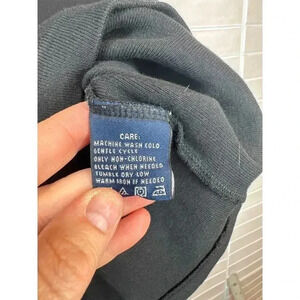 CARE:
MACHINE WASH COLD
GENTLE CYCLE
ONLY NON-CHLORINE
BLEACH WHEN NEEDED
TUMBLE DRY LOW
WARM IRON IF NEEDED